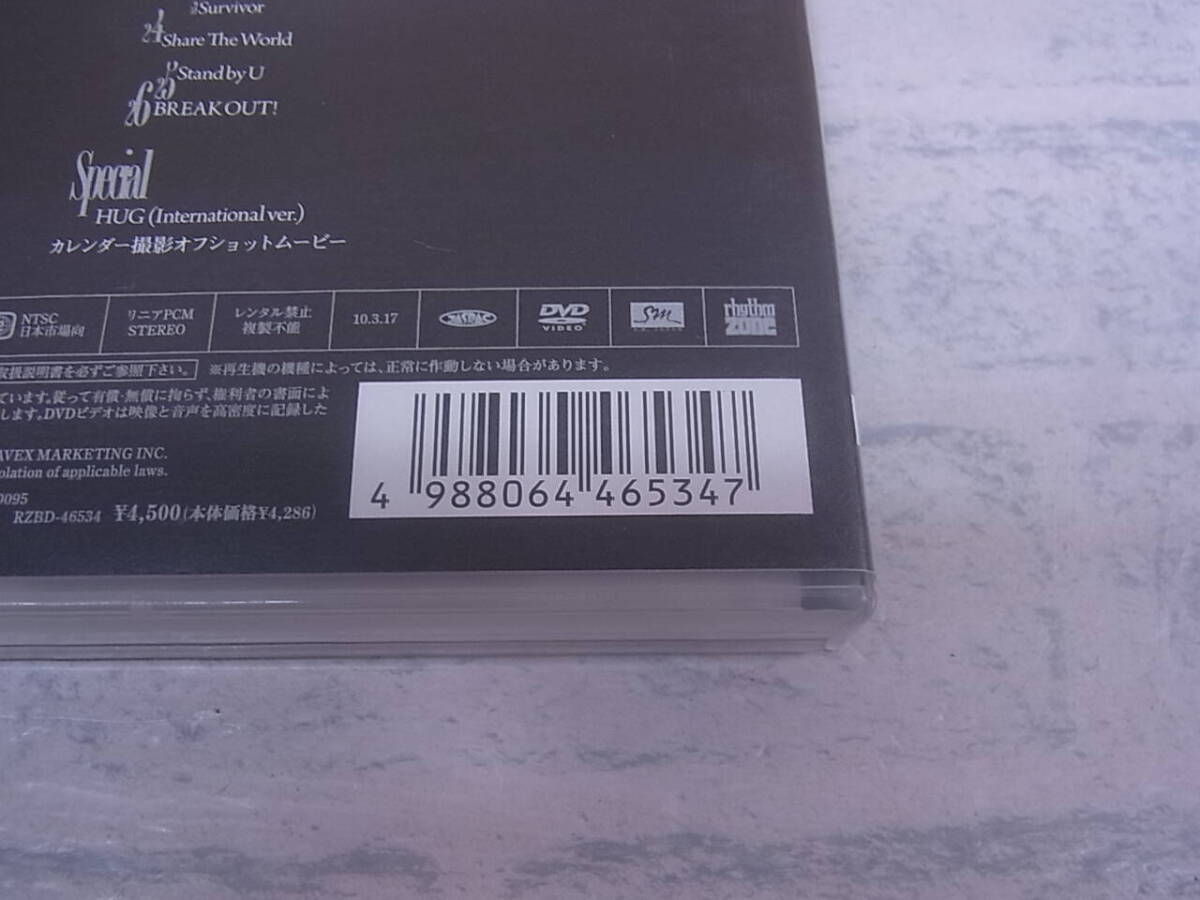 Survivor
24 Share The World
25 Stand by U
26 BREAK OUT!
Special
HUG (International ver.)
カレンダー撮影オフショットムービー
2 NTSC 日本市場向
リニアPCM STEREO
レンタル禁止 複製不能
10.3.17
JASRAC
DVD VIDEO
SM
rhythm zone
取扱説明書を必ずご参照下さい。 ※再生機の機種によっては、正常に作動しない場合があります。
ています。従って有償・無償に拘らず、権利者の書面によ
します。DVDビデオは映像と音声を高密度に記録した
AVEX MARKETING INC.
olation of applicable laws.
0095
RZBD-46534 ¥4,500(本体価格¥4,286)
4 988064 465347